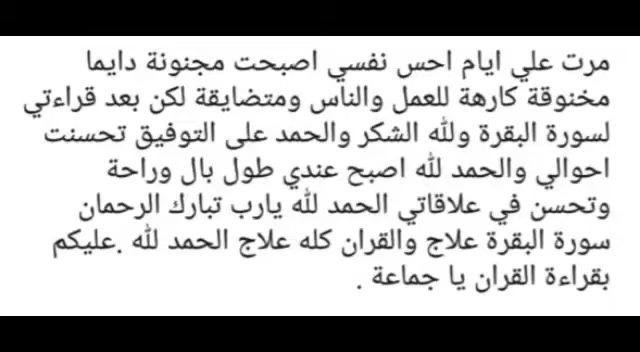 مرت علي ايام احس نفسي اصبحت مجنونة دايما
مخنوقة كارهة للعمل والناس ومتضايقة لكن بعد قراءتي
لسورة البقرة ولله الشكر والحمد على التوفيق تحسنت
احوالي والحمد لله اصبح عندي طول بال وراحة
وتحسن في علاقاتي الحمد لله يارب تبارك الرحمان
سورة البقرة علاج والقران كله علاج الحمد لله .عليكم
بقراءة القران يا جماعة .